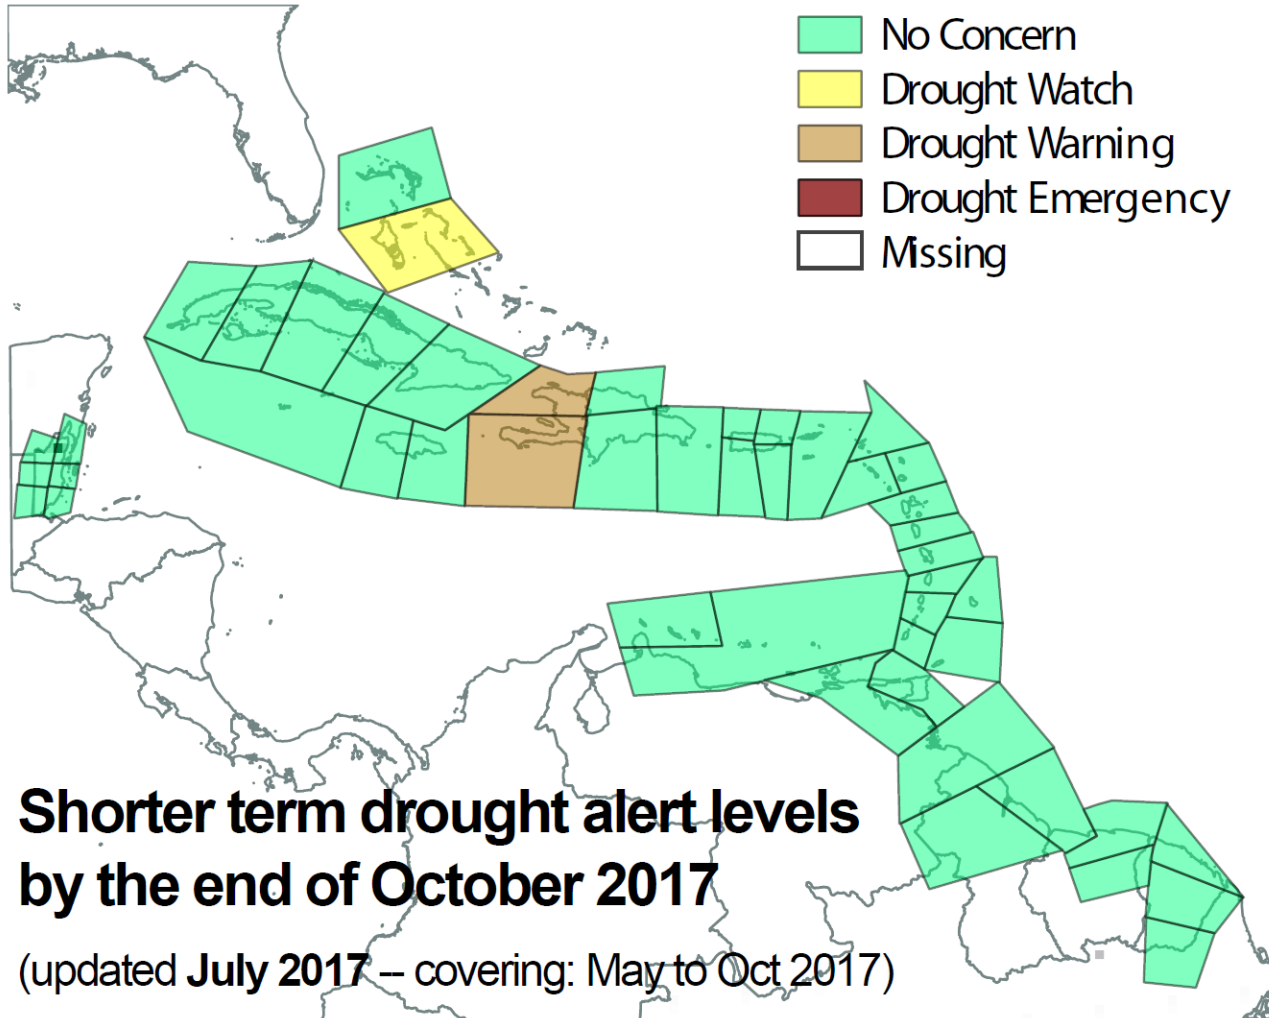 No Concern
Drought Watch
Drought Warning
Drought Emergency
Missing
Shorter term drought alert levels
by the end of October 2017
(updated July 2017 -- covering: May to Oct 2017)